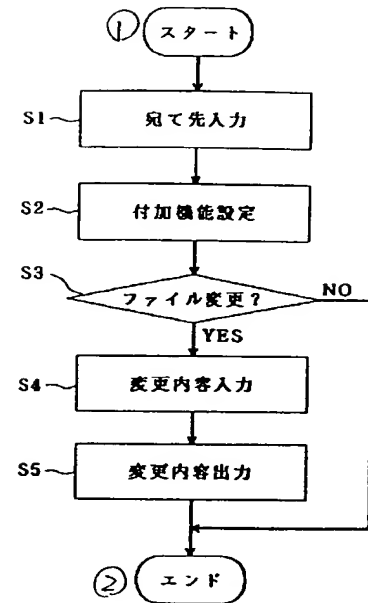 ① スタート
S1 宛て先入力
S2 付加機能設定
S3
ファイル変更? NO
YES
S4 変更内容入力
S5 変更内容出力
② エンド